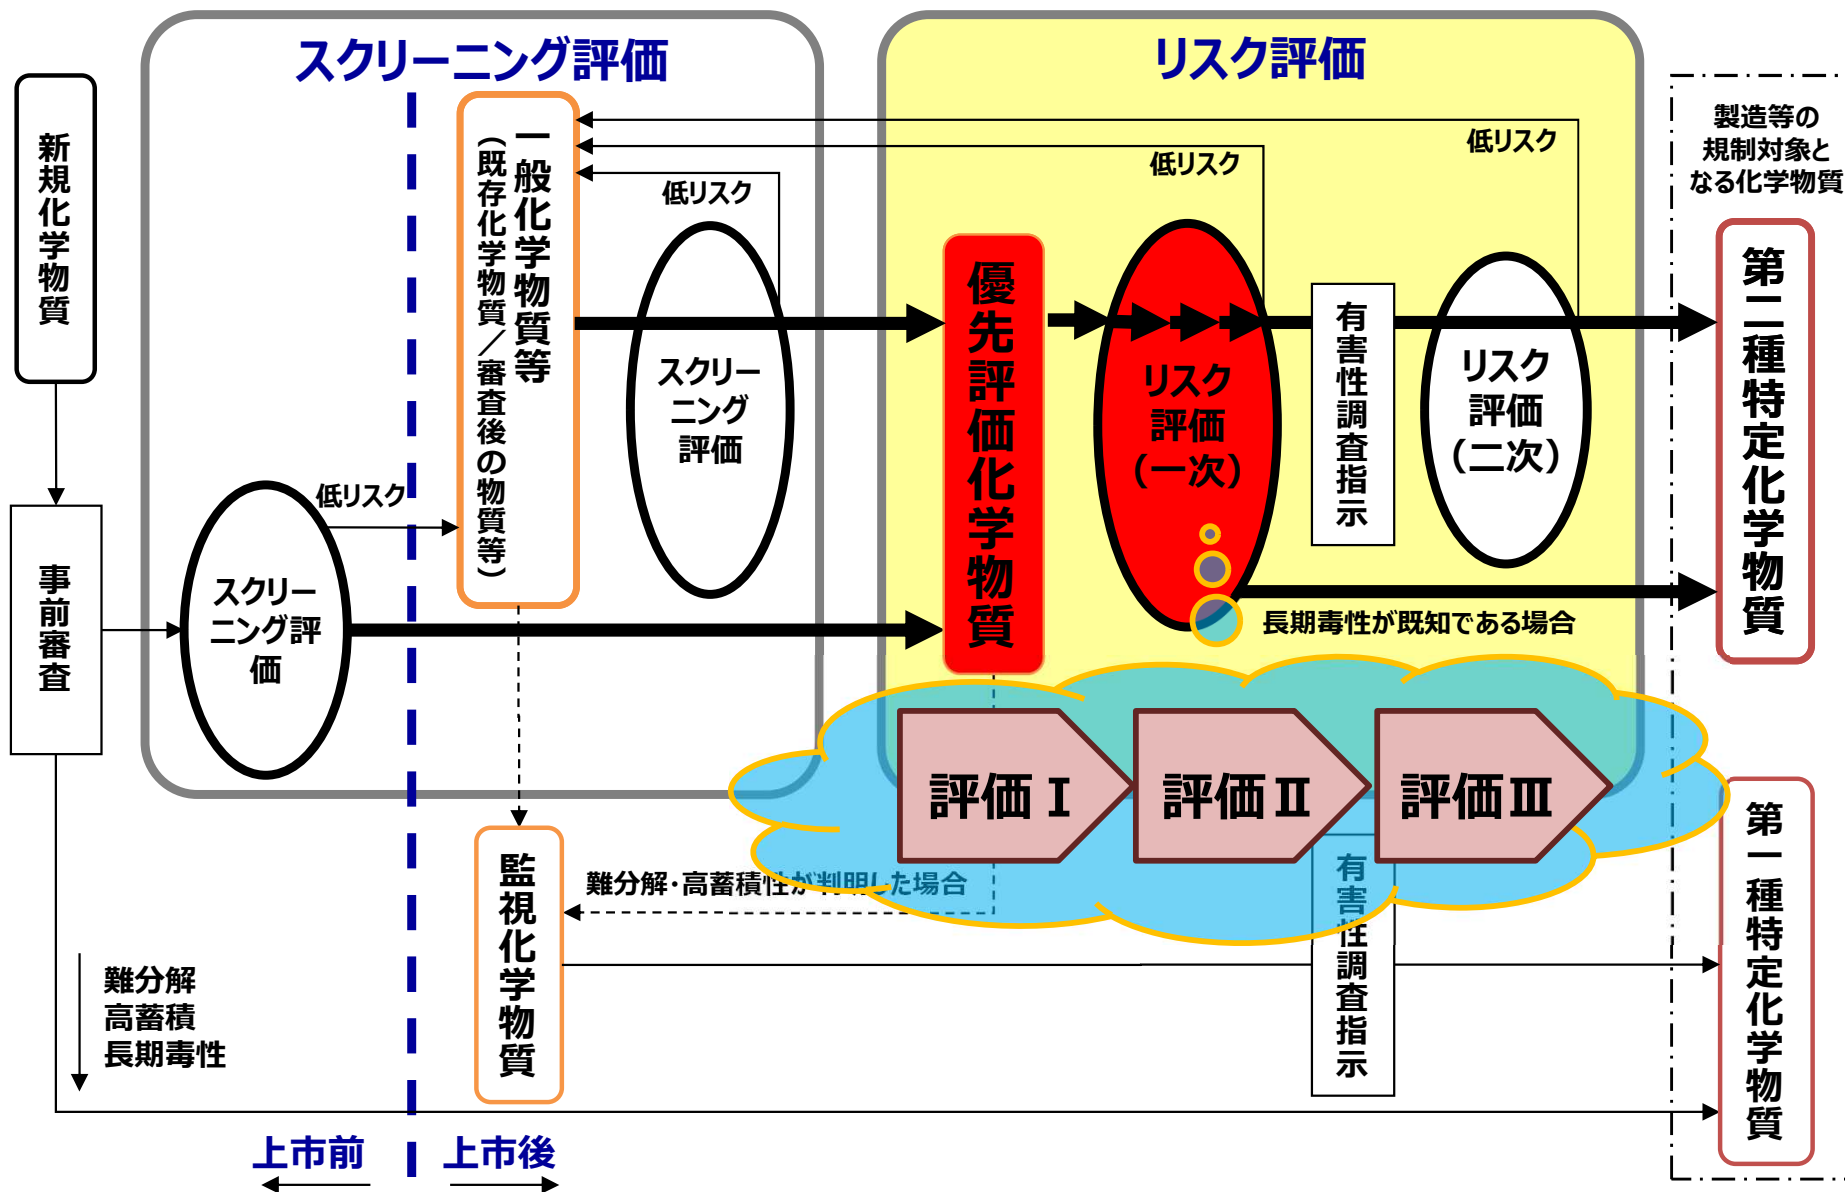 スクリーニング評価
リスク評価
新規化学物質
一般化学物質等
(既存化学物質/審査後の物質等)
低リスク
低リスク
低リスク
製造等の
規制対象と
なる化学物質
優先評価化学物質
スクリー
ニング
評価
リスク
評価
(一次)
有害性調査指示
リスク
評価
(二次)
第二種特定化学物質
低リスク
事前審査
スクリー
ニング評
価
長期毒性が既知である場合
評価Ⅰ
評価Ⅱ
評価Ⅲ
監視化学物質
難分解・高蓄積性が判明した場合
有害性調査指示
第一種特定化学物質
難分解
高蓄積
長期毒性
上市前
上市後